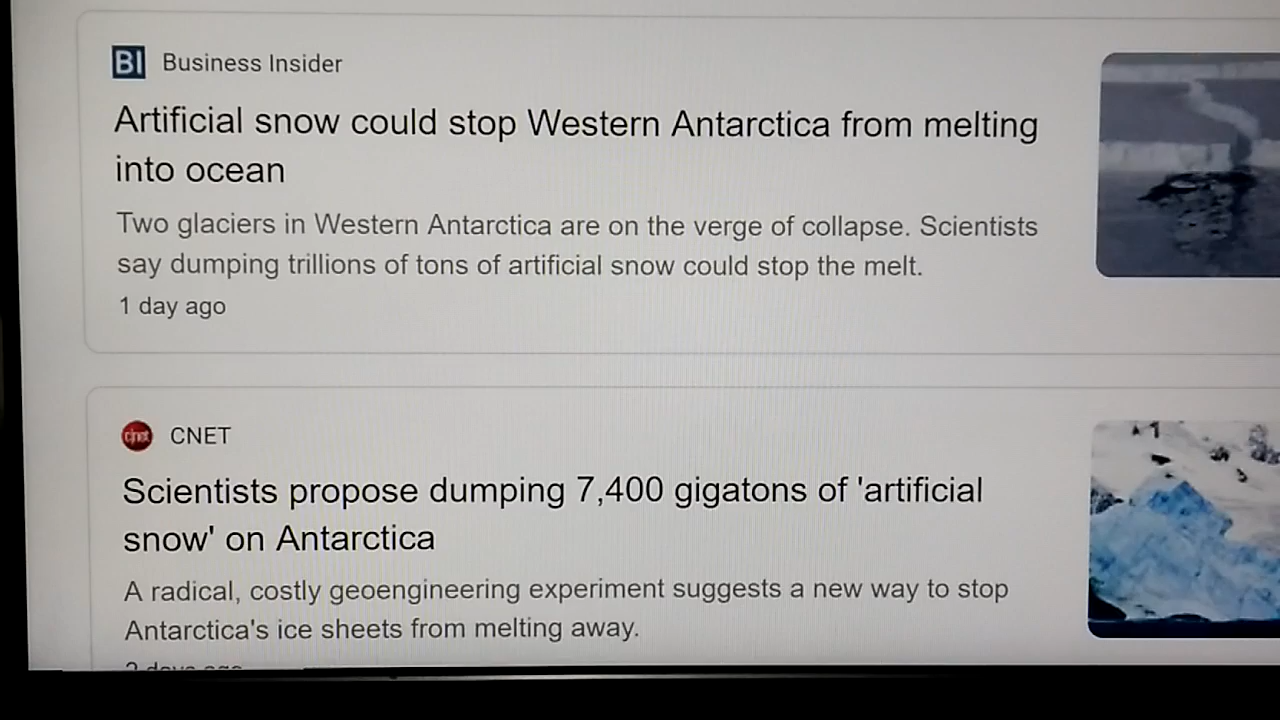 BI Business Insider
Artificial snow could stop Western Antarctica from melting
into ocean
Two glaciers in Western Antarctica are on the verge of collapse. Scientists
say dumping trillions of tons of artificial snow could stop the melt.
1 day ago
cnet CNET
Scientists propose dumping 7,400 gigatons of 'artificial
snow' on Antarctica
A radical, costly geoengineering experiment suggests a new way to stop
Antarctica's ice sheets from melting away.